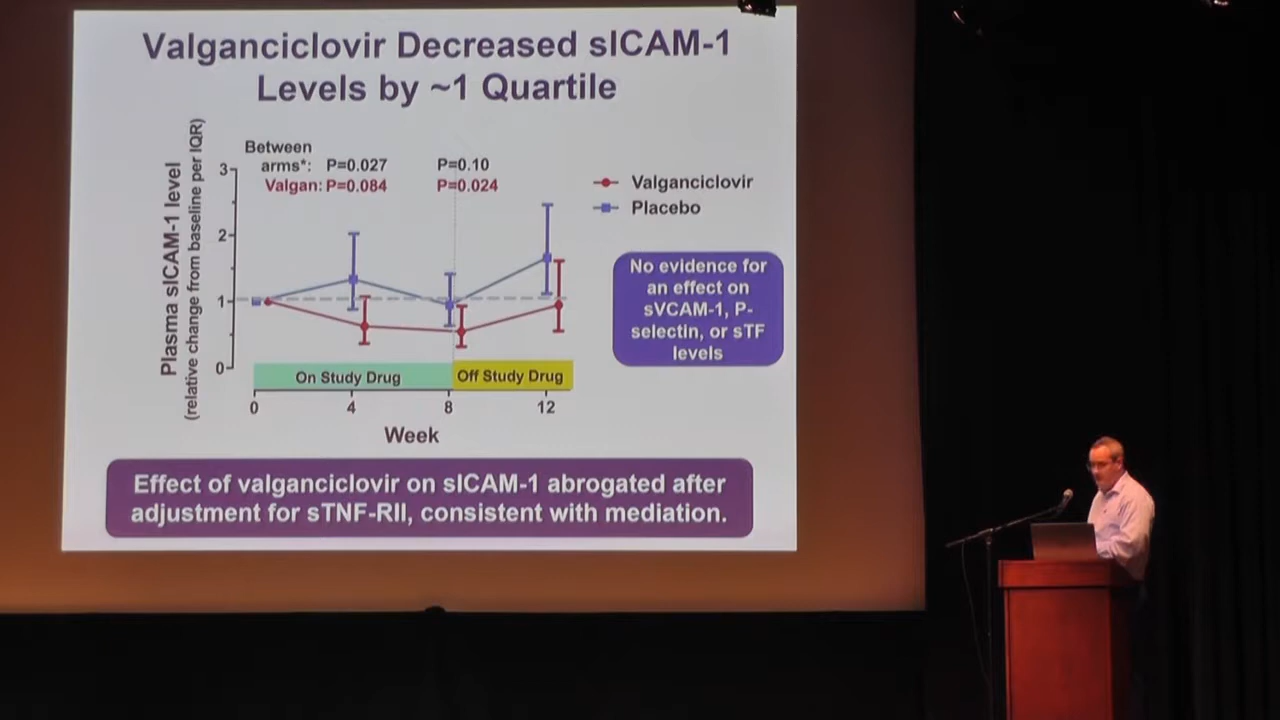 Valganciclovir Decreased sICAM-1
Levels by ~1 Quartile
Plasma sICAM-1 level
(relative change from baseline per IQR)
Between
arms*: P=0.027 P=0.10
Valgan: P=0.084 P=0.024
3
2
1
0
Valganciclovir
Placebo
No evidence for
an effect on
sVCAM-1, P-
selectin, or sTF
levels
On Study Drug Off Study Drug
0 4 8 12
Week
Effect of valganciclovir on sICAM-1 abrogated after
adjustment for sTNF-RII, consistent with mediation.